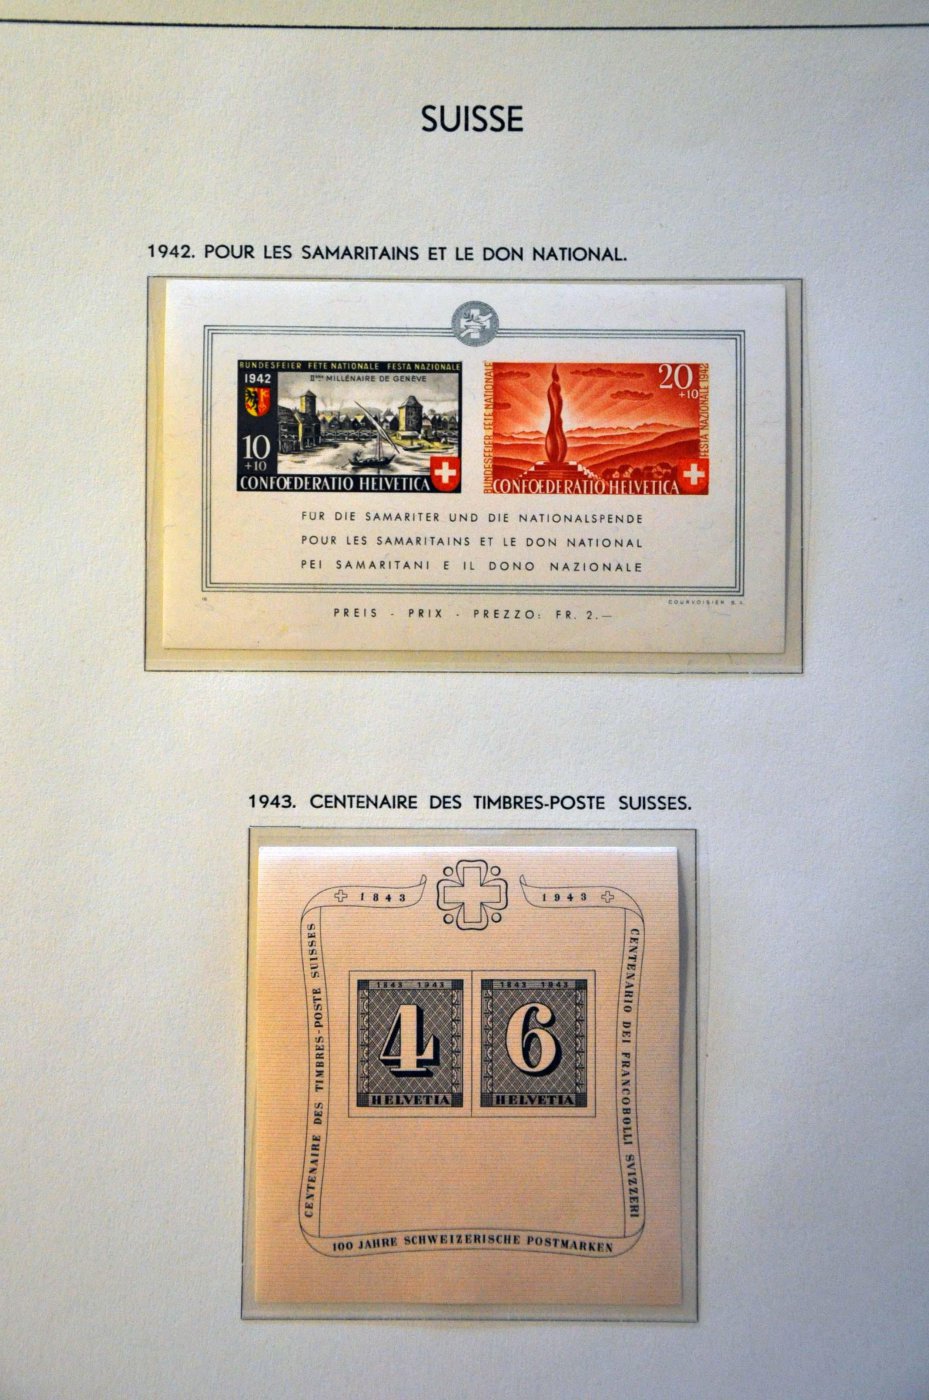 SUISSE
1942. POUR LES SAMARITAINS ET LE DON NATIONAL.
BUNDESFEIER FÊTE NATIONALE FESTA NAZIONALE
1942 IIème MILLÉNAIRE DE GENÈVE
10
+10
CONFOEDERATIO HELVETICA
BUNDESFEIER FÊTE NATIONALE
20
+10
FESTA NAZIONALE 1942
CONFOEDERATIO HELVETICA
FÜR DIE SAMARITER UND DIE NATIONALSPENDE
POUR LES SAMARITAINS ET LE DON NATIONAL
PEI SAMARITANI E IL DONO NAZIONALE
COURVOISIER S. A.
PREIS - PRIX - PREZZO: FR. 2.—
1943. CENTENAIRE DES TIMBRES-POSTE SUISSES.
1843
1943
CENTENAIRE DES TIMBRES-POSTE SUISSES
CENTENARIO DEI FRANCOBOLLI SVIZZERI
1843 1943
4
HELVETIA
1843 1943
6
HELVETIA
100 JAHRE SCHWEIZERISCHE POSTMARKEN